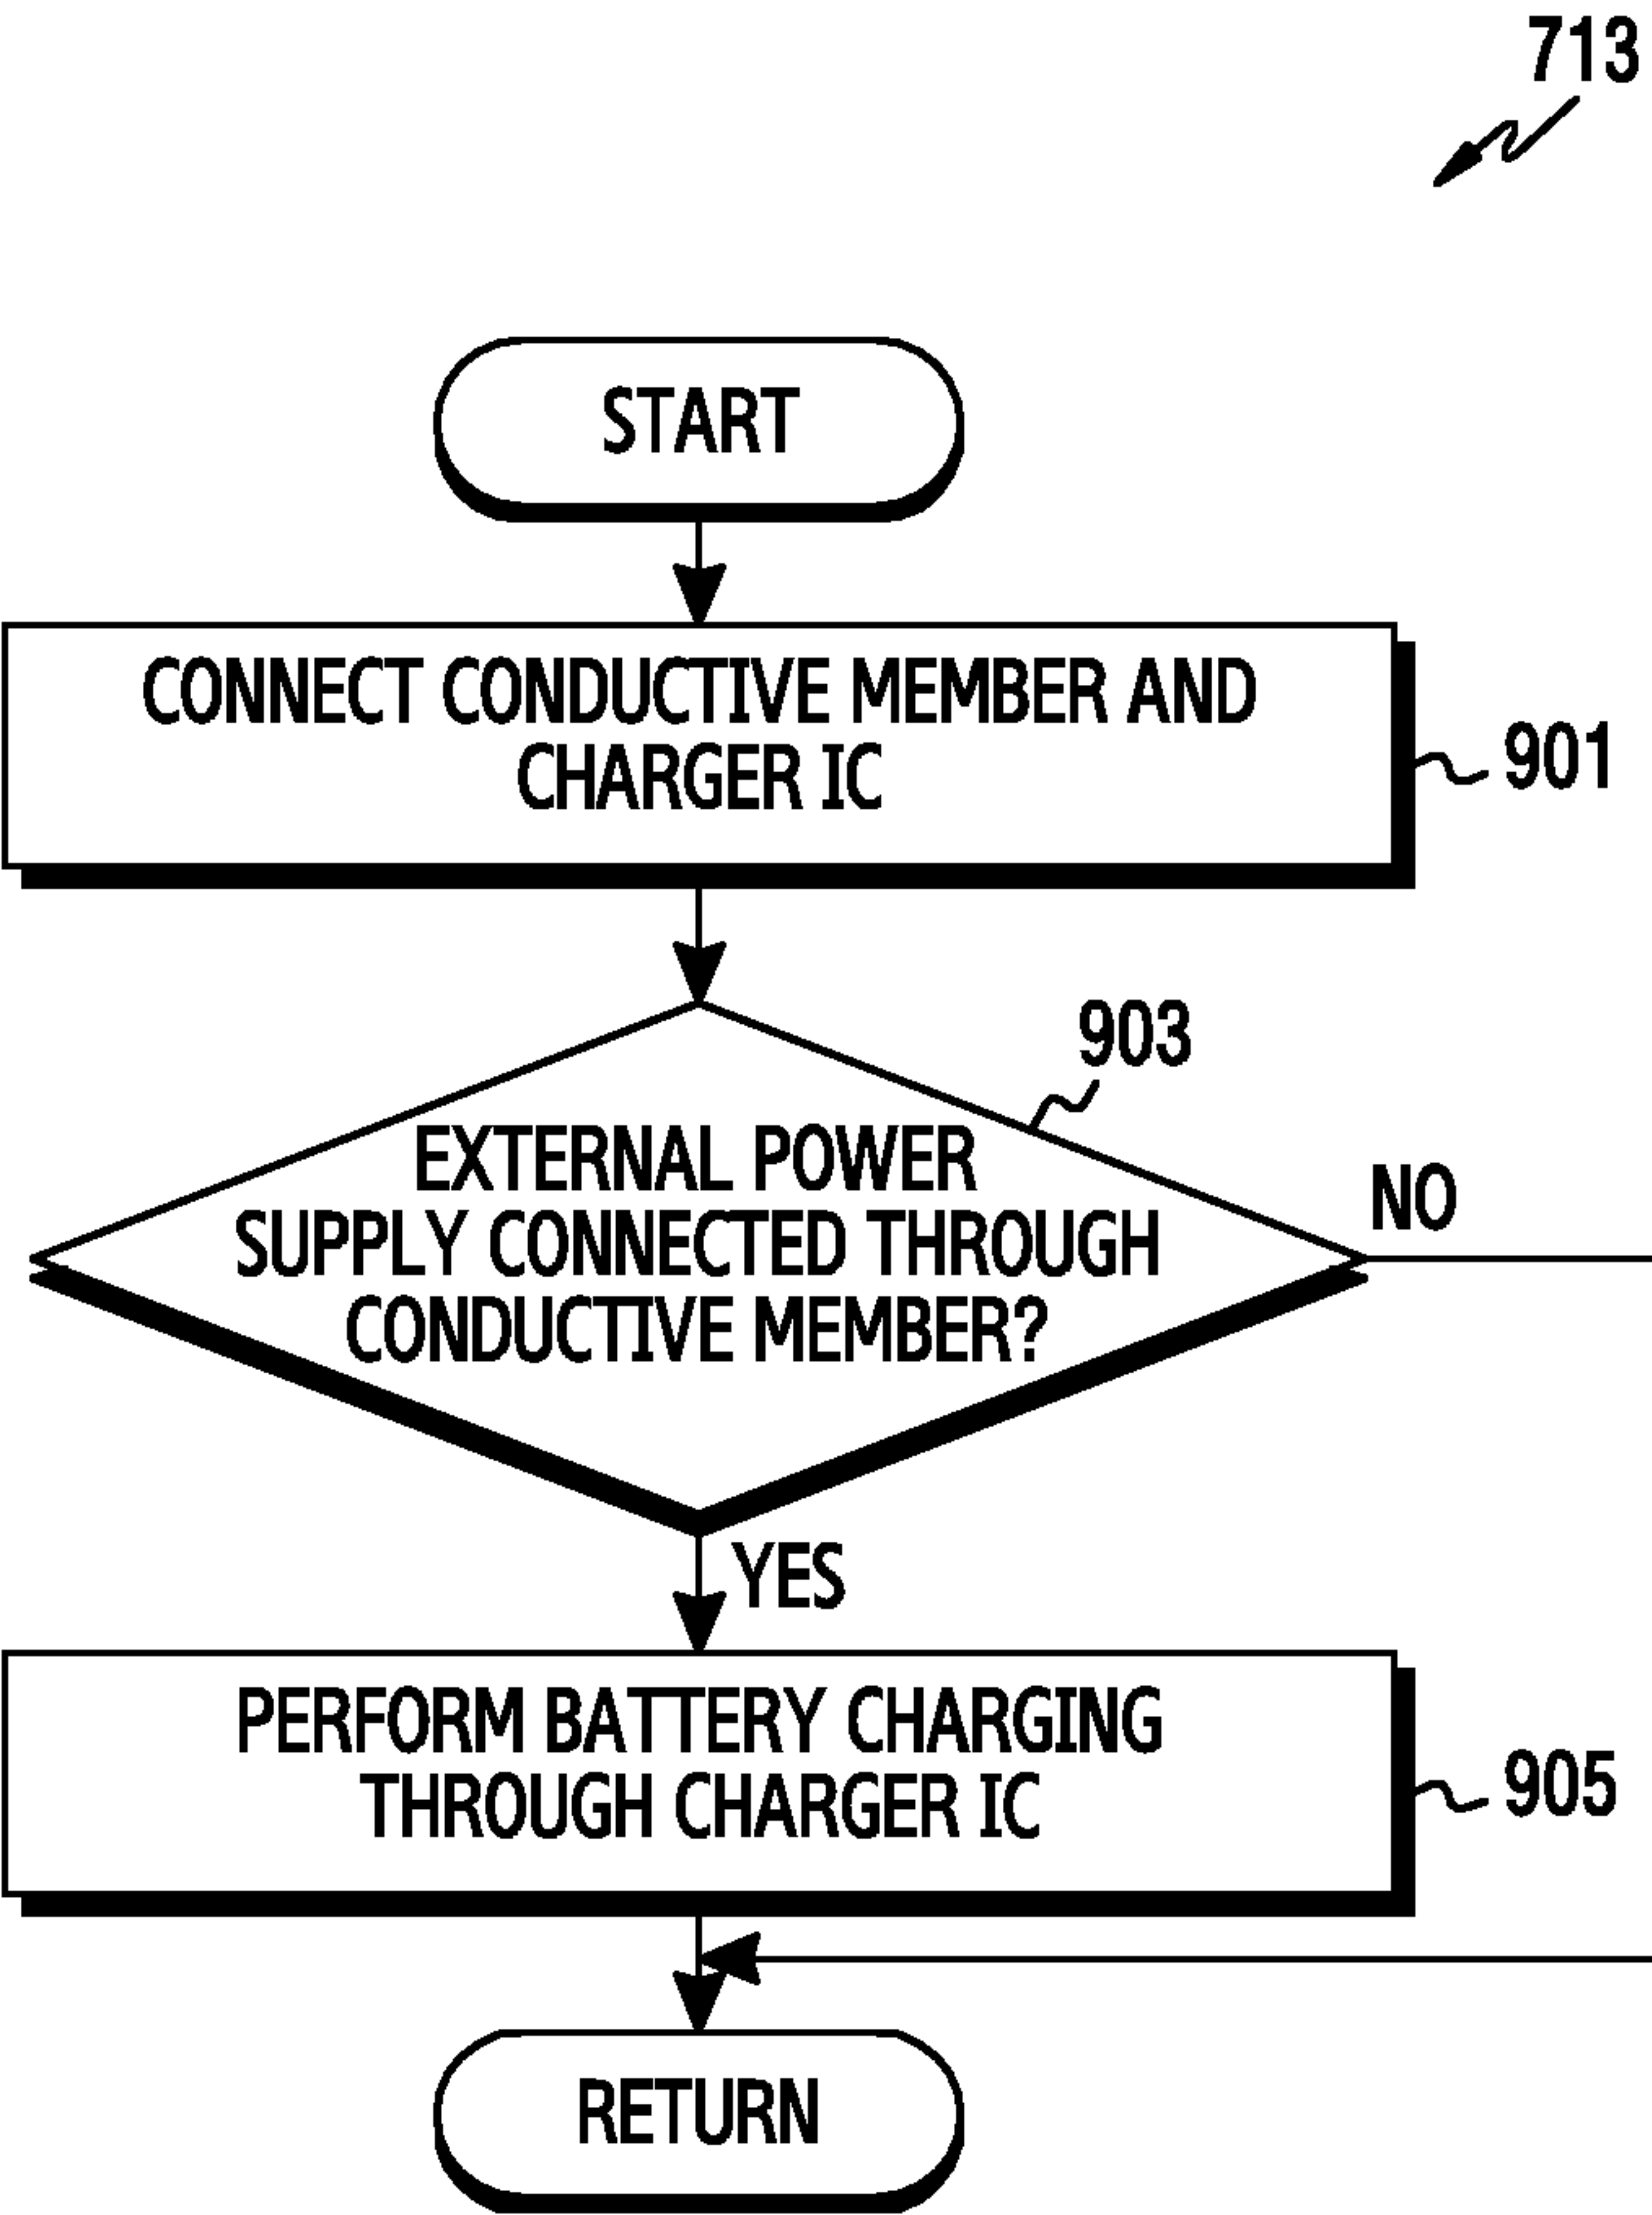 713
START
CONNECT CONDUCTIVE MEMBER AND
CHARGER IC
901
903
EXTERNAL POWER
SUPPLY CONNECTED THROUGH
CONDUCTIVE MEMBER?
NO
YES
PERFORM BATTERY CHARGING
THROUGH CHARGER IC
905
RETURN